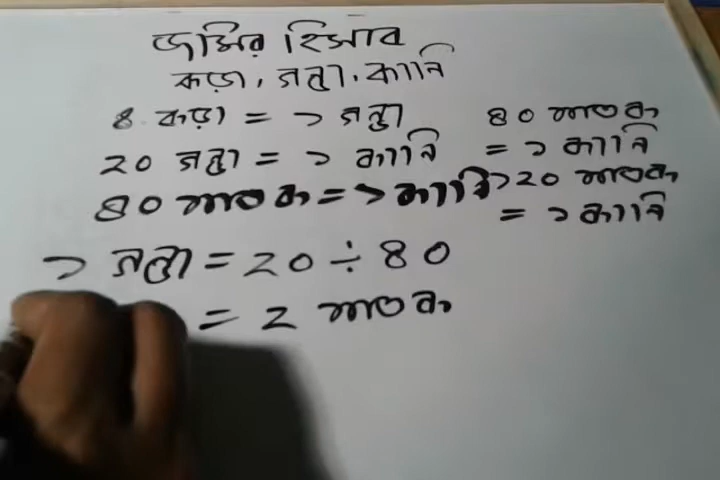 জমির হিসাব
কড়া, গন্ডা, কানি
৪ কড়া = ১ গন্ডা
২০ গন্ডা = ১ কানি
৪০ শতক = ১ কানি
৪০ শতক
= ১ কানি
১২০ শতক
= ১ কানি
১ গন্ডা = ২০ ÷ ৪০
= ২ শতক